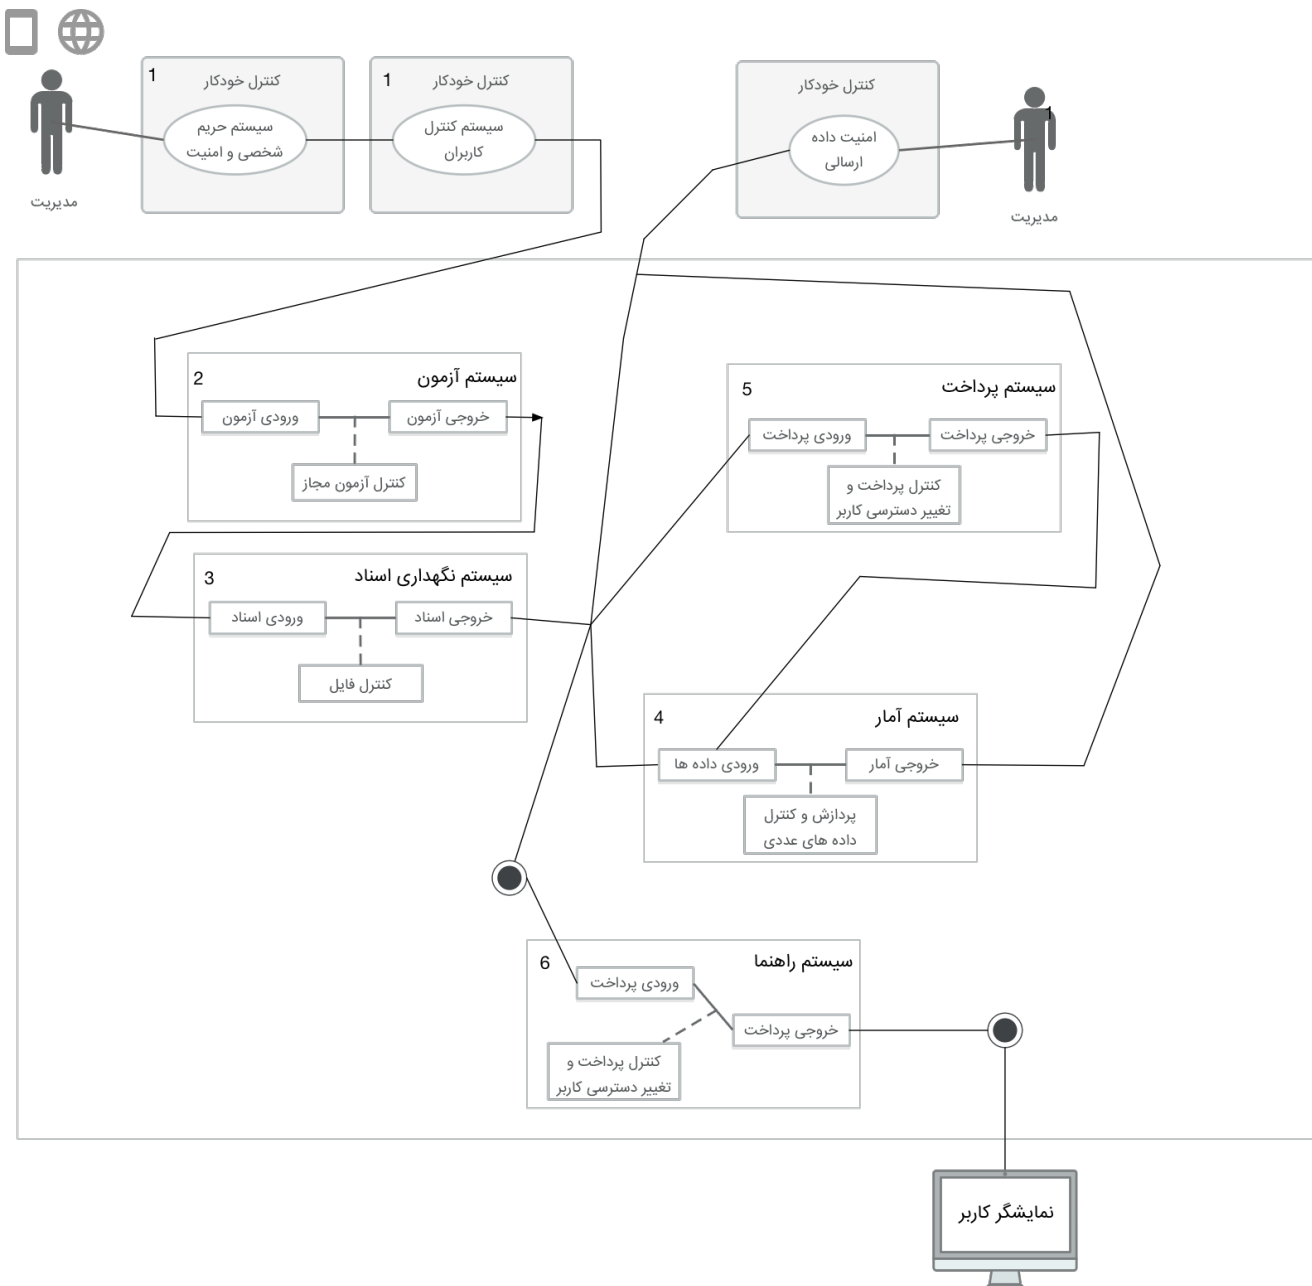 1
کنترل خودکار
سیستم حریم
شخصی و امنیت
مدیریت
1
کنترل خودکار
سیستم کنترل
کاربران
کنترل خودکار
امنیت داده
ارسالی
1
مدیریت
2
سیستم آزمون
ورودی آزمون
خروجی آزمون
کنترل آزمون مجاز
5
سیستم پرداخت
ورودی پرداخت
خروجی پرداخت
کنترل پرداخت و
تغییر دسترسی کاربر
3
سیستم نگهداری اسناد
ورودی اسناد
خروجی اسناد
کنترل فایل
4
سیستم آمار
ورودی داده ها
خروجی آمار
پردازش و کنترل
داده های عددی
6
سیستم راهنما
ورودی پرداخت
خروجی پرداخت
کنترل پرداخت و
تغییر دسترسی کاربر
نمایشگر کاربر